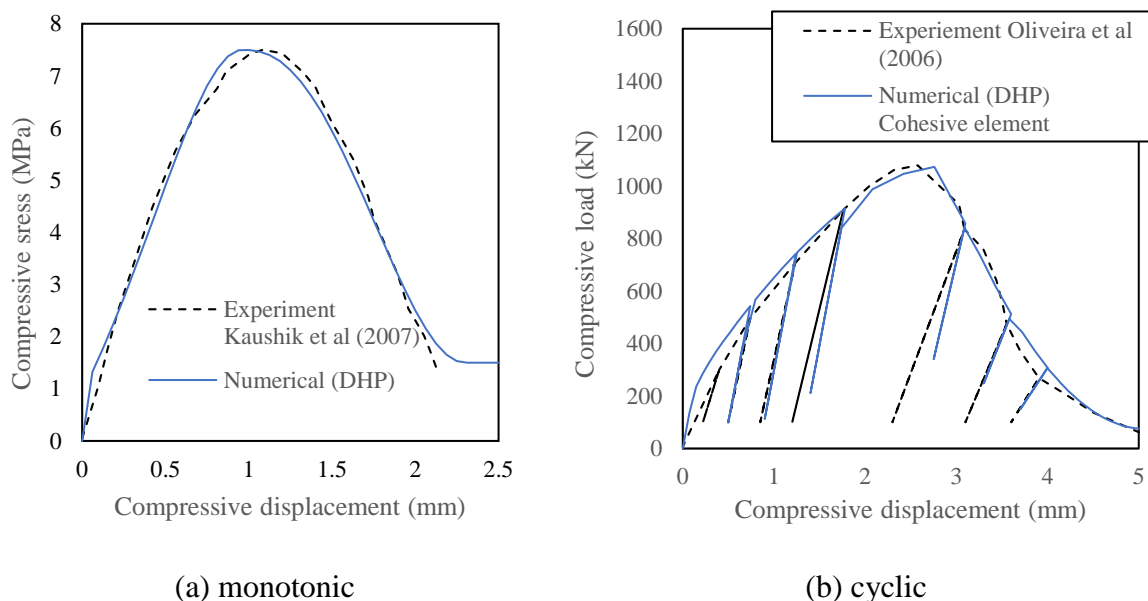 8
7
6
5
4
3
2
1
0
Compressive sress (MPa)
Experiment
Kaushik et al (2007)
Numerical (DHP)
0 0.5 1 1.5 2 2.5
Compressive displacement (mm)
(a) monotonic
1600
1400
1200
1000
800
600
400
200
0
Compressive load (kN)
Experiement Oliveira et al
(2006)
Numerical (DHP)
Cohesive element
0 1 2 3 4 5
Compressive displacement (mm)
(b) cyclic